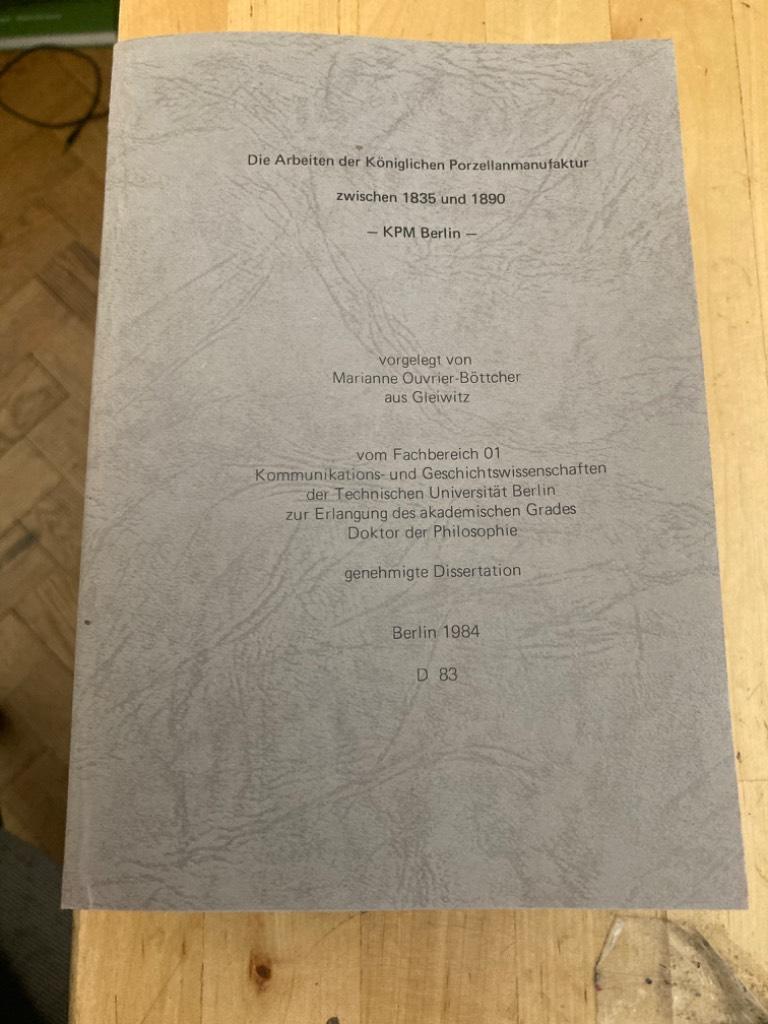 Die Arbeiten der Königlichen Porzellanmanufaktur
zwischen 1835 und 1890
— KPM Berlin —
vorgelegt von
Marianne Ouvrier-Böttcher
aus Gleiwitz
vom Fachbereich 01
Kommunikations- und Geschichtswissenschaften
der Technischen Universität Berlin
zur Erlangung des akademischen Grades
Doktor der Philosophie
genehmigte Dissertation
Berlin 1984
D 83